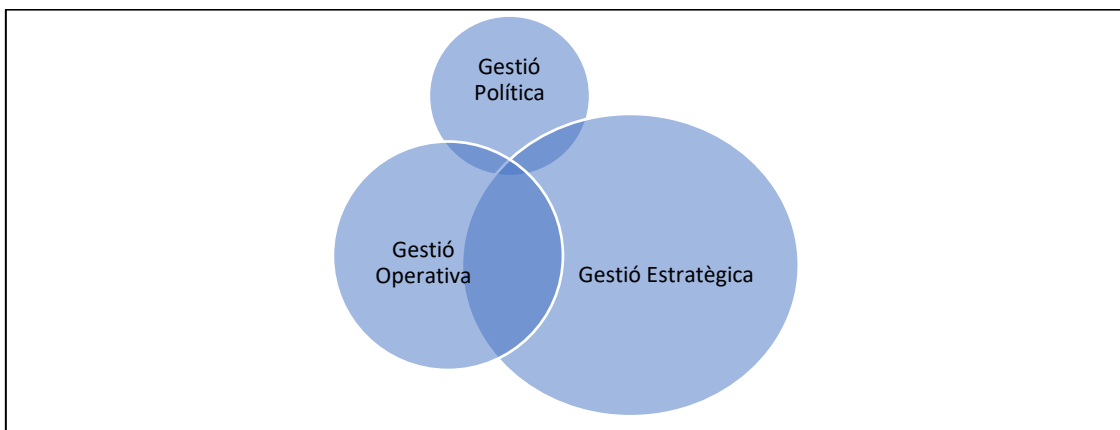 Gestió
Política
Gestió
Operativa
Gestió Estratègica